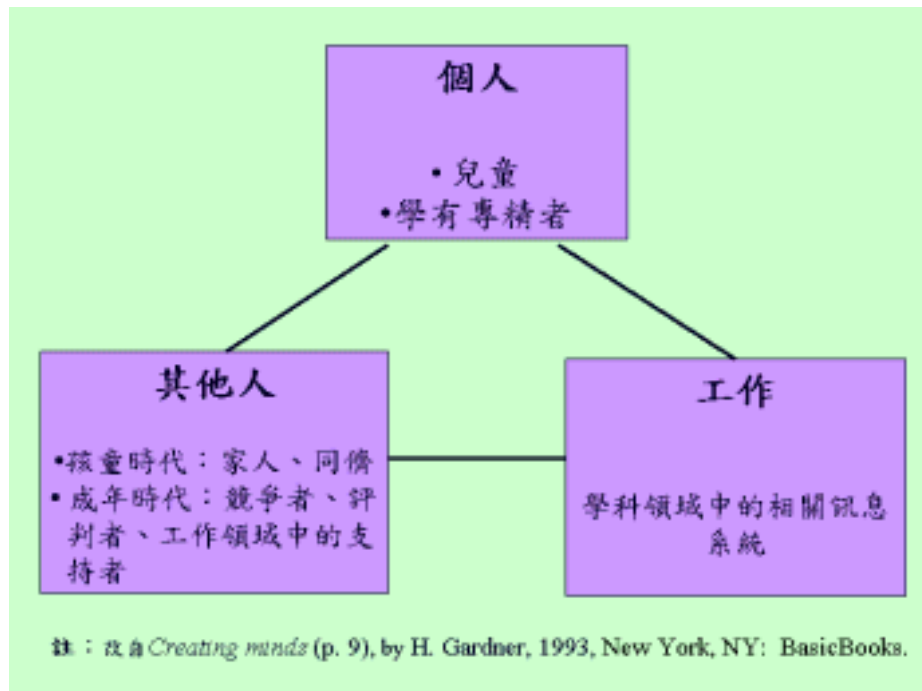 個人
•兒童
•學有專精者
其他人
•孩童時代：家人、同儕
•成年時代：競爭者、評
判者、工作領域中的支
持者
工作
學科領域中的相關訊息
系統
註：改自Creating minds (p. 9), by H. Gardner, 1993, New York, NY: BasicBooks.